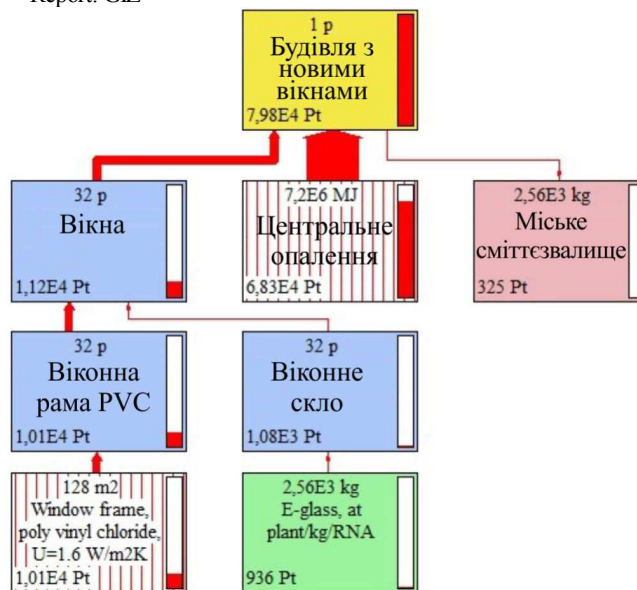 Report: GIZ
1 p
Будівля з
новими
вікнами
7,98E4 Pt
32 p
Вікна
1,12E4 Pt
7,2E6 MJ
Центральне
опалення
6,83E4 Pt
2,56E3 kg
Міське
сміттєзвалище
325 Pt
32 p
Віконна
рама PVC
1,01E4 Pt
32 p
Віконне
скло
1,08E3 Pt
128 m2
Window frame,
poly vinyl chloride,
U=1.6 W/m2K
1,01E4 Pt
2,56E3 kg
E-glass, at
plant/kg/RNA
936 Pt